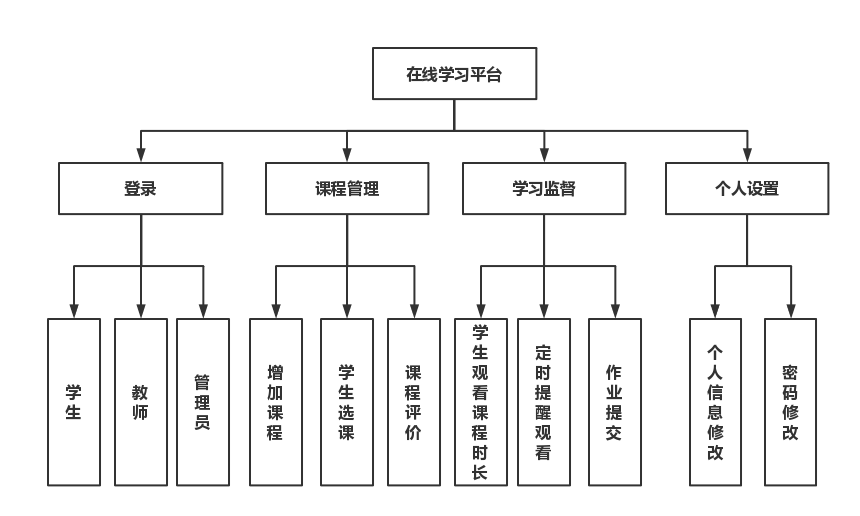 在线学习平台
登录
课程管理
学习监督
个人设置
学生
教师
管理员
增加课程
学生选课
课程评价
学生观看课程时长
定时提醒观看
作业提交
个人信息修改
密码修改